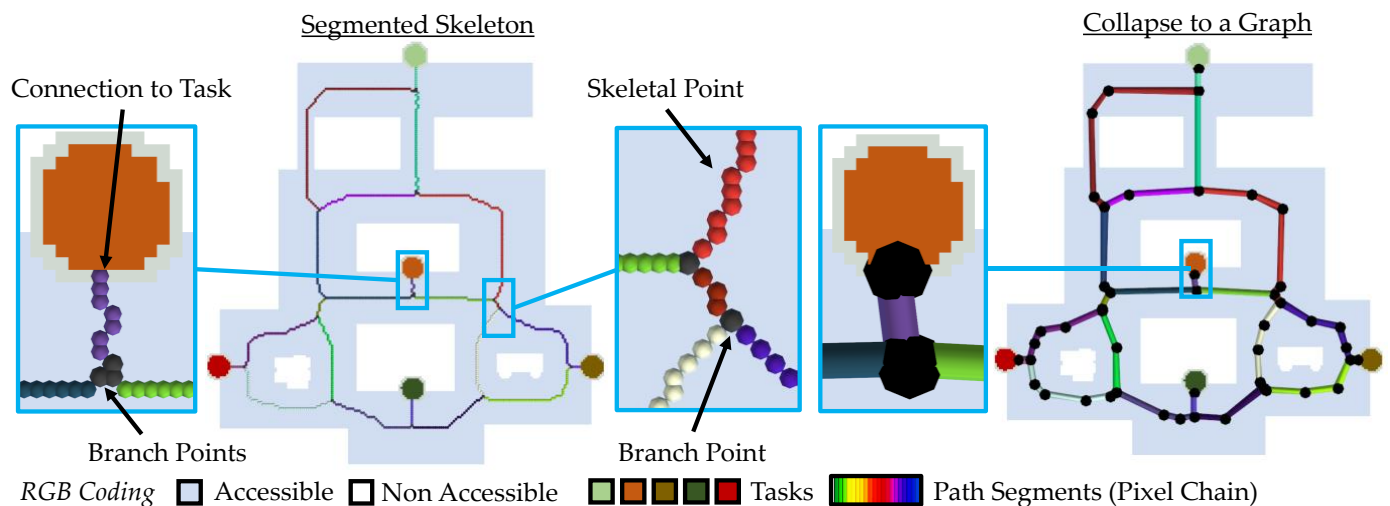 Segmented Skeleton
Collapse to a Graph
Connection to Task
Skeletal Point
Branch Points
Branch Point
RGB Coding Accessible Non Accessible Tasks Path Segments (Pixel Chain)